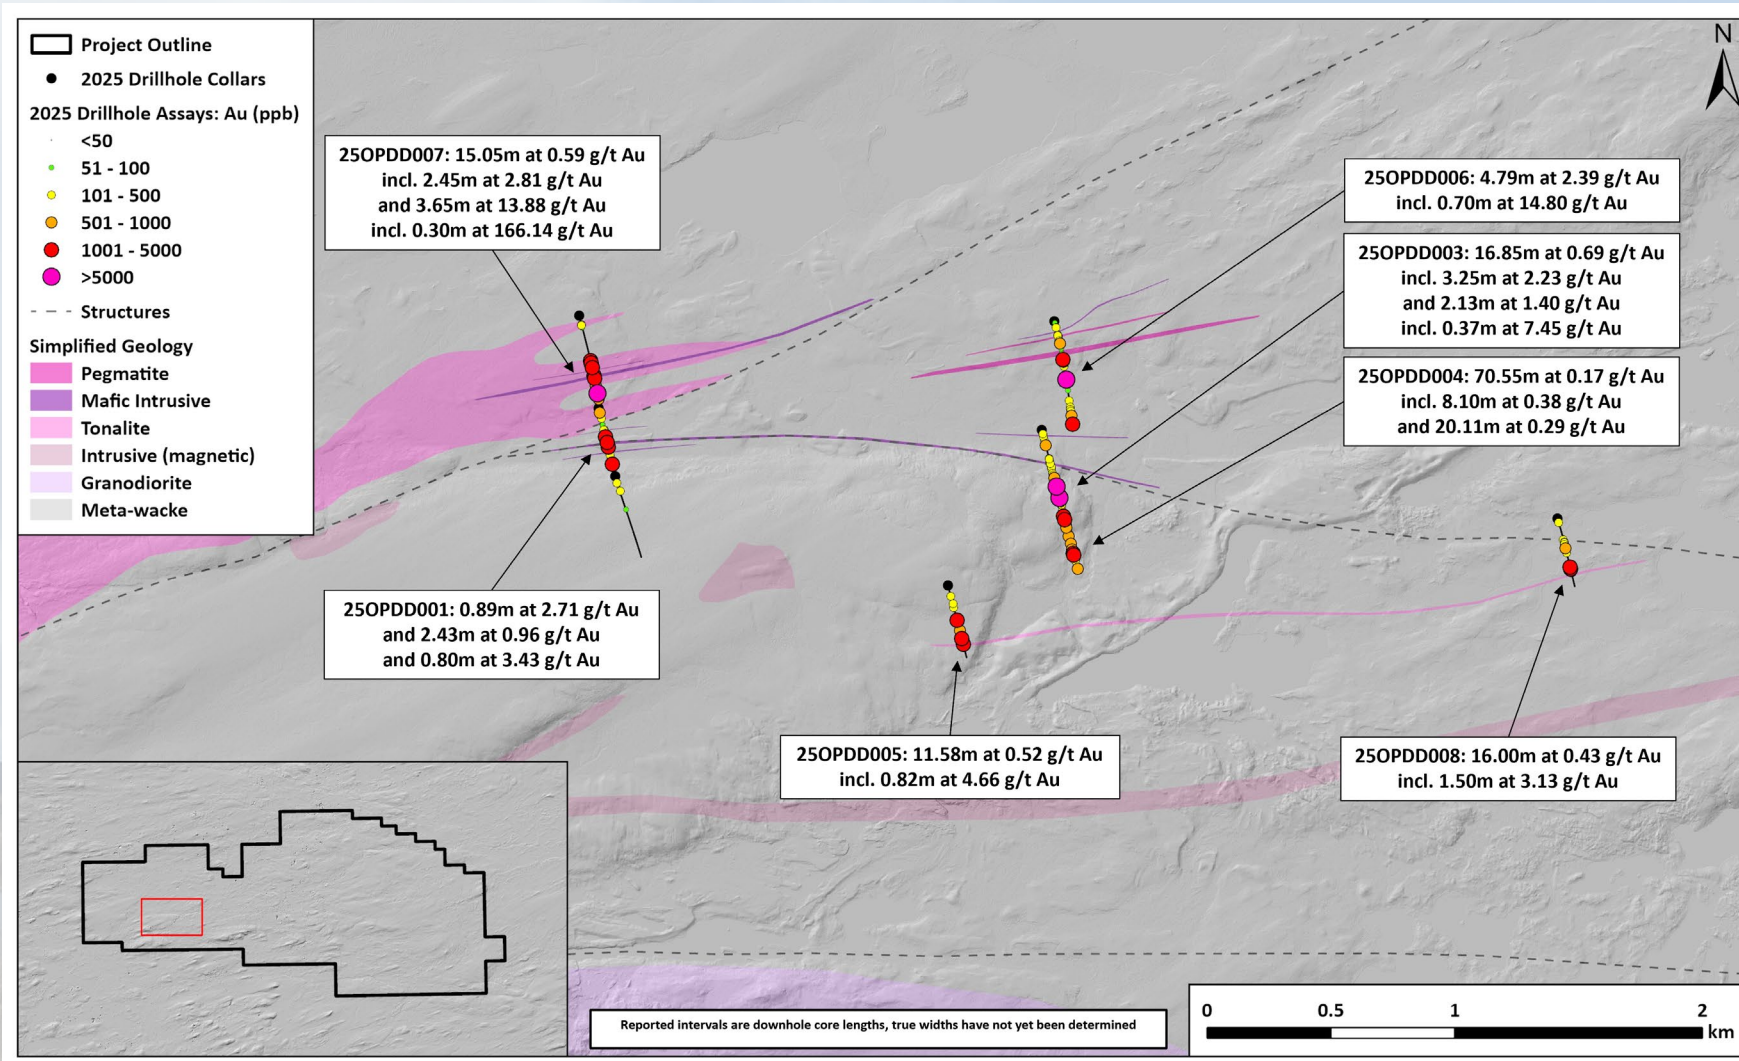 Project Outline
2025 Drillhole Collars
2025 Drillhole Assays: Au (ppb)
<50
51 - 100
101 - 500
501 - 1000
1001 - 5000
>5000
Structures
Simplified Geology
Pegmatite
Mafic Intrusive
Tonalite
Intrusive (magnetic)
Granodiorite
Meta-wacke
N
25OPDD007: 15.05m at 0.59 g/t Au
incl. 2.45m at 2.81 g/t Au
and 3.65m at 13.88 g/t Au
incl. 0.30m at 166.14 g/t Au
25OPDD006: 4.79m at 2.39 g/t Au
incl. 0.70m at 14.80 g/t Au
25OPDD003: 16.85m at 0.69 g/t Au
incl. 3.25m at 2.23 g/t Au
and 2.13m at 1.40 g/t Au
incl. 0.37m at 7.45 g/t Au
25OPDD004: 70.55m at 0.17 g/t Au
incl. 8.10m at 0.38 g/t Au
and 20.11m at 0.29 g/t Au
25OPDD001: 0.89m at 2.71 g/t Au
and 2.43m at 0.96 g/t Au
and 0.80m at 3.43 g/t Au
25OPDD005: 11.58m at 0.52 g/t Au
incl. 0.82m at 4.66 g/t Au
25OPDD008: 16.00m at 0.43 g/t Au
incl. 1.50m at 3.13 g/t Au
Reported intervals are downhole core lengths, true widths have not yet been determined
0 0.5 1 2
km